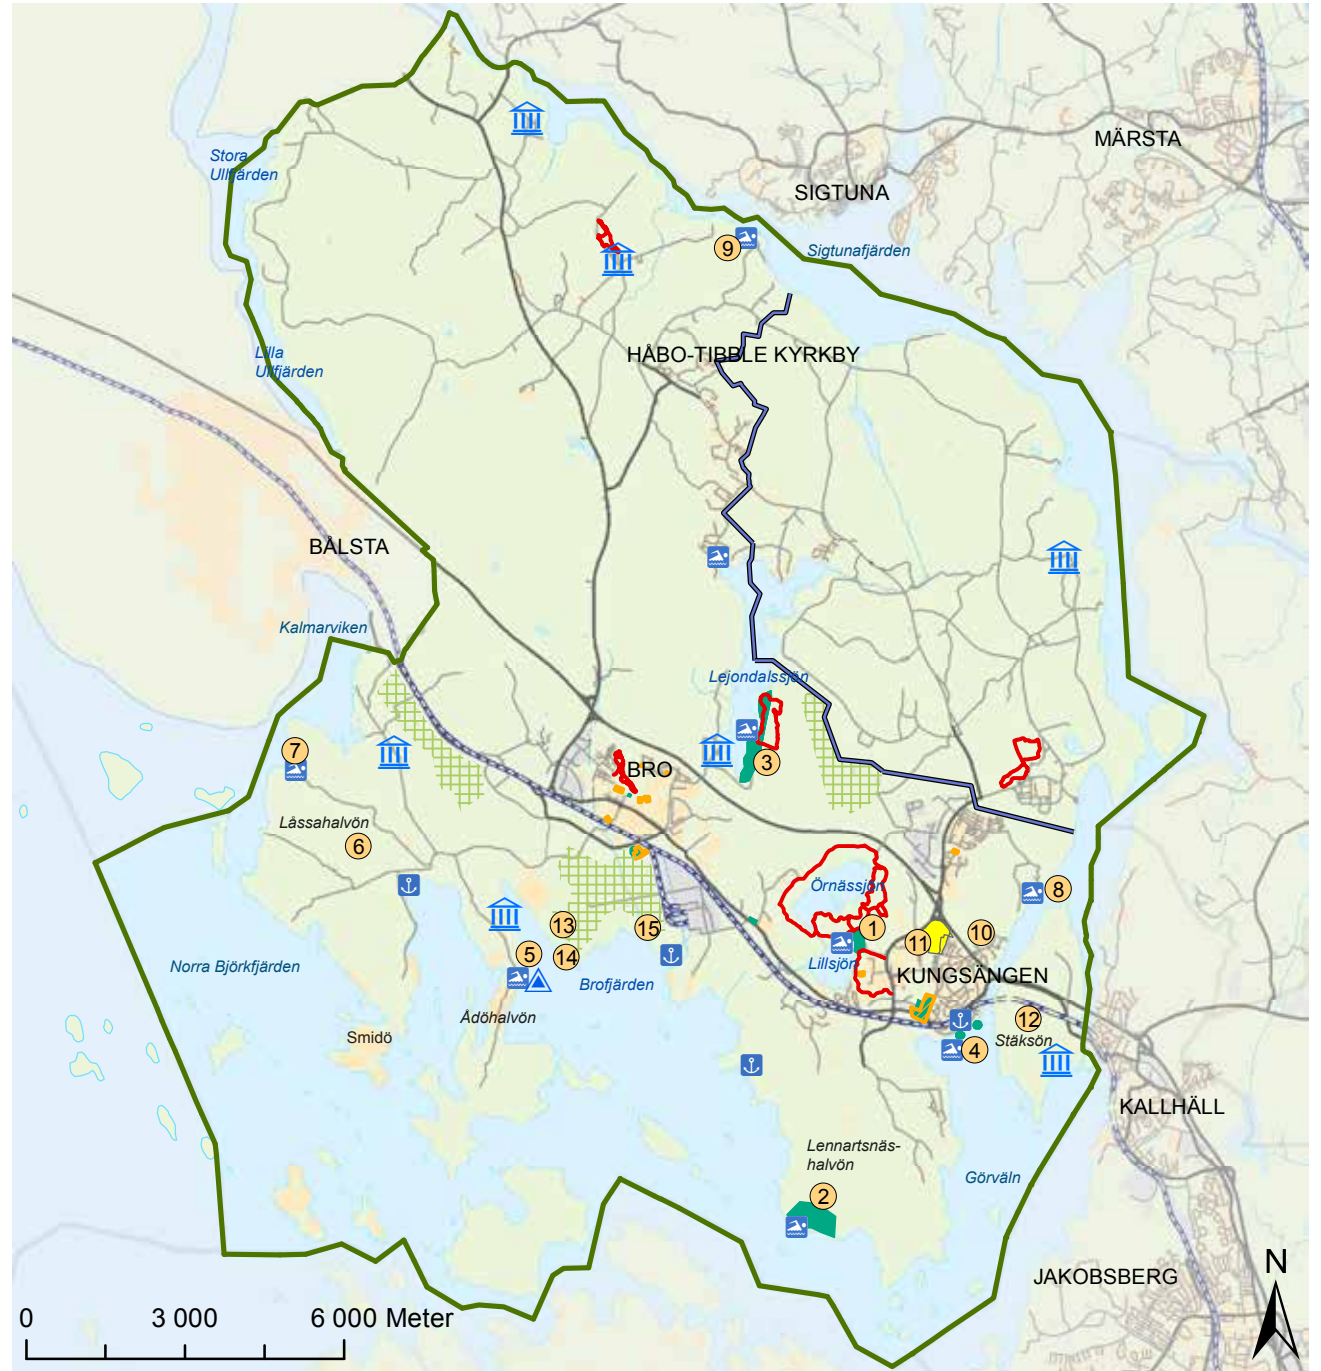 MÄRSTA
Stora
Ullfjärden
SIGTUNA
9
Sigtunafjärden
Lilla
Ullfjärden
HÅBO-TIBBLE KYRKBY
BÅLSTA
Kalmarviken
Lejondalssjön
7
3
BRO
Låssahalvön
6
Örnässjön
8
13
15
1
11
10
5
14
Lillsjön
KUNGSÄNGEN
Norra Björkfjärden
Brofjärden
Ådöhalvön
12
Smidö
Stäksön
4
KALLHÄLL
Lennartsnäs-
halvön
Görväln
2
N
JAKOBSBERG
0 3 000 6 000 Meter